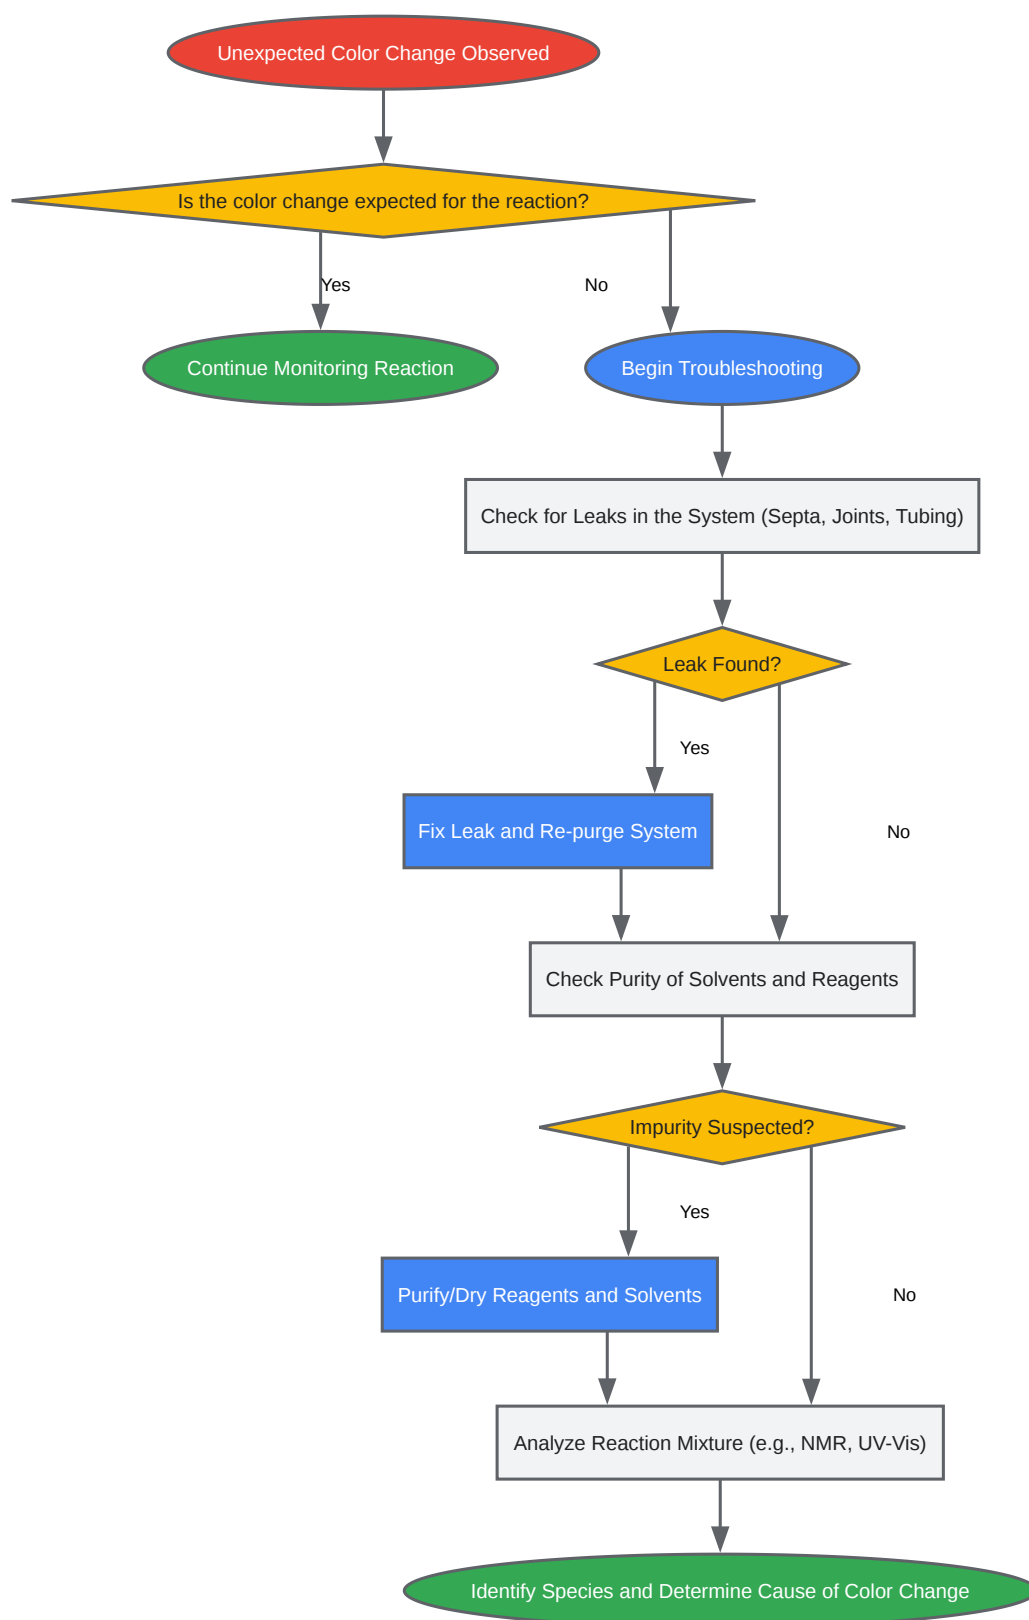 Unexpected Color Change Observed
Is the color change expected for the reaction?
Yes
No
Continue Monitoring Reaction
Begin Troubleshooting
Check for Leaks in the System (Septa, Joints, Tubing)
Leak Found?
Yes
Fix Leak and Re-purge System
No
Check Purity of Solvents and Reagents
Impurity Suspected?
Yes
Purify/Dry Reagents and Solvents
No
Analyze Reaction Mixture (e.g., NMR, UV-Vis)
Identify Species and Determine Cause of Color Change